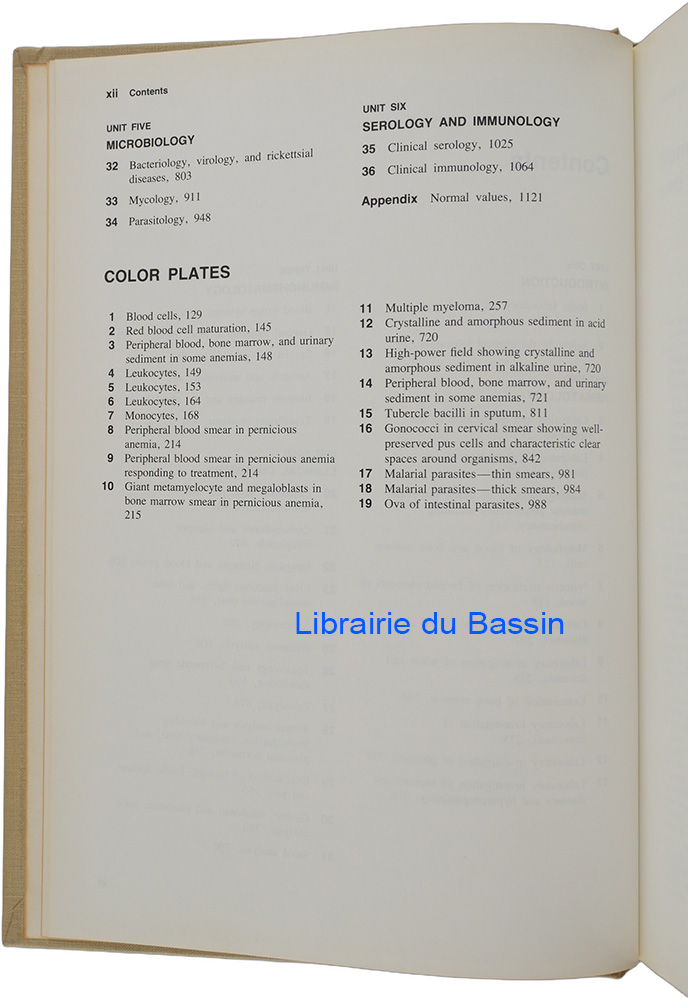 xii Contents
UNIT FIVE
MICROBIOLOGY
32 Bacteriology, virology, and rickettsial
diseases, 803
33 Mycology, 911
34 Parasitology, 948
UNIT SIX
SEROLOGY AND IMMUNOLOGY
35 Clinical serology, 1025
36 Clinical immunology, 1064
Appendix Normal values, 1121
COLOR PLATES
1 Blood cells, 129
2 Red blood cell maturation, 145
3 Peripheral blood, bone marrow, and urinary
sediment in some anemias, 148
4 Leukocytes, 149
5 Leukocytes, 153
6 Leukocytes, 164
7 Monocytes, 168
8 Peripheral blood smear in pernicious
anemia, 214
9 Peripheral blood smear in pernicious anemia
responding to treatment, 214
10 Giant metamyelocyte and megaloblasts in
bone marrow smear in pernicious anemia,
215
11 Multiple myeloma, 257
12 Crystalline and amorphous sediment in acid
urine, 720
13 High-power field showing crystalline and
amorphous sediment in alkaline urine, 720
14 Peripheral blood, bone marrow, and urinary
sediment in some anemias, 721
15 Tubercle bacilli in sputum, 811
16 Gonococci in cervical smear showing well-
preserved pus cells and characteristic clear
spaces around organisms, 842
17 Malarial parasites—thin smears, 981
18 Malarial parasites—thick smears, 984
19 Ova of intestinal parasites, 988
Librairie du Bassin